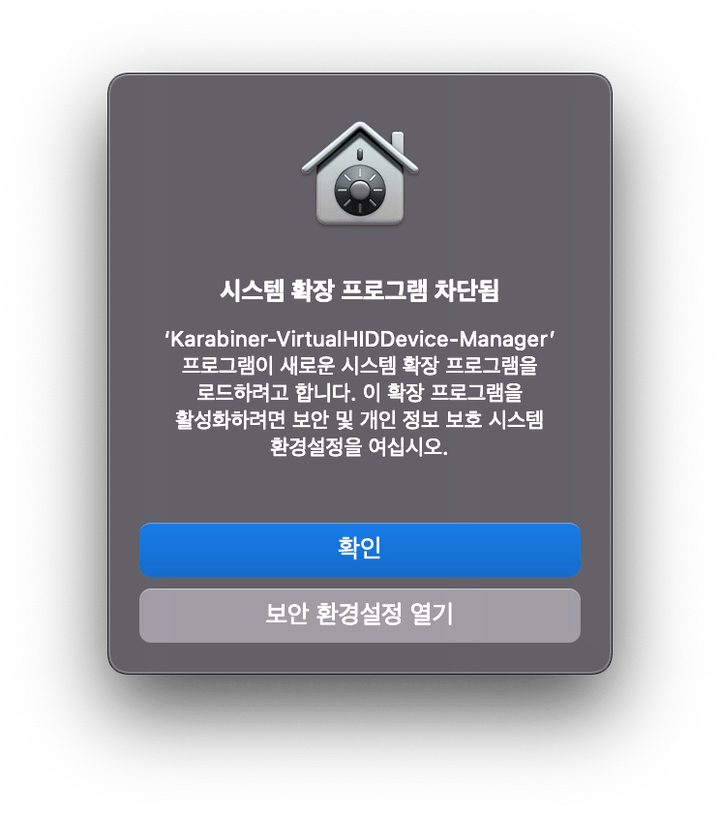 시스템 확장 프로그램 차단됨
‘Karabiner-VirtualHIDDevice-Manager’
프로그램이 새로운 시스템 확장 프로그램을
로드하려고 합니다. 이 확장 프로그램을
활성화하려면 보안 및 개인 정보 보호 시스템
환경설정을 여십시오.
확인
보안 환경설정 열기